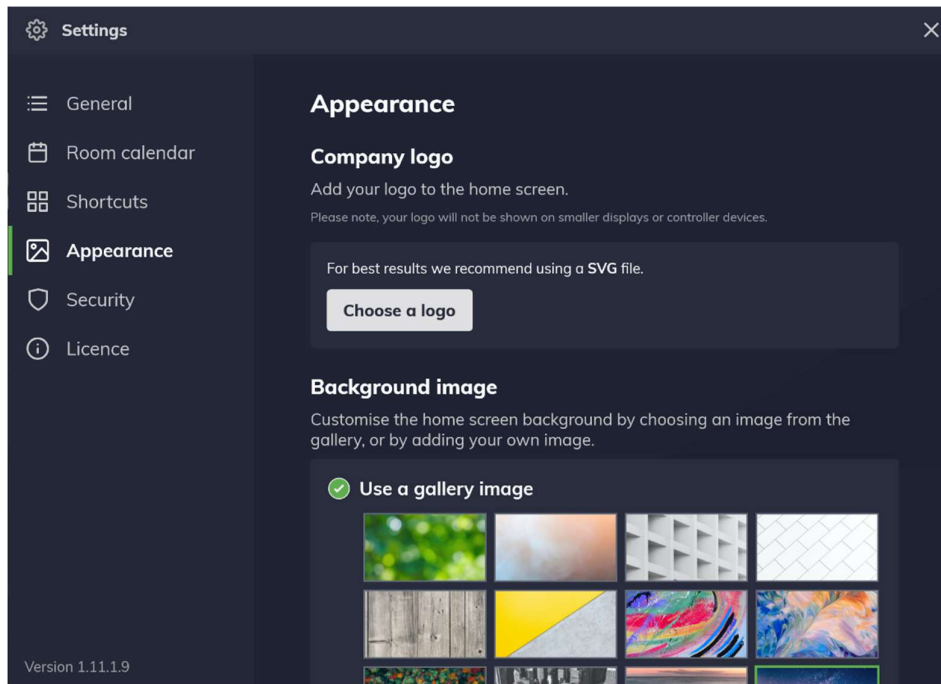 Settings
General
Room calendar
Shortcuts
Appearance
Security
Licence
Version 1.11.1.9
Appearance
Company logo
Add your logo to the home screen.
Please note, your logo will not be shown on smaller displays or controller devices.
For best results we recommend using a SVG file.
Choose a logo
Background image
Customise the home screen background by choosing an image from the
gallery, or by adding your own image.
Use a gallery image